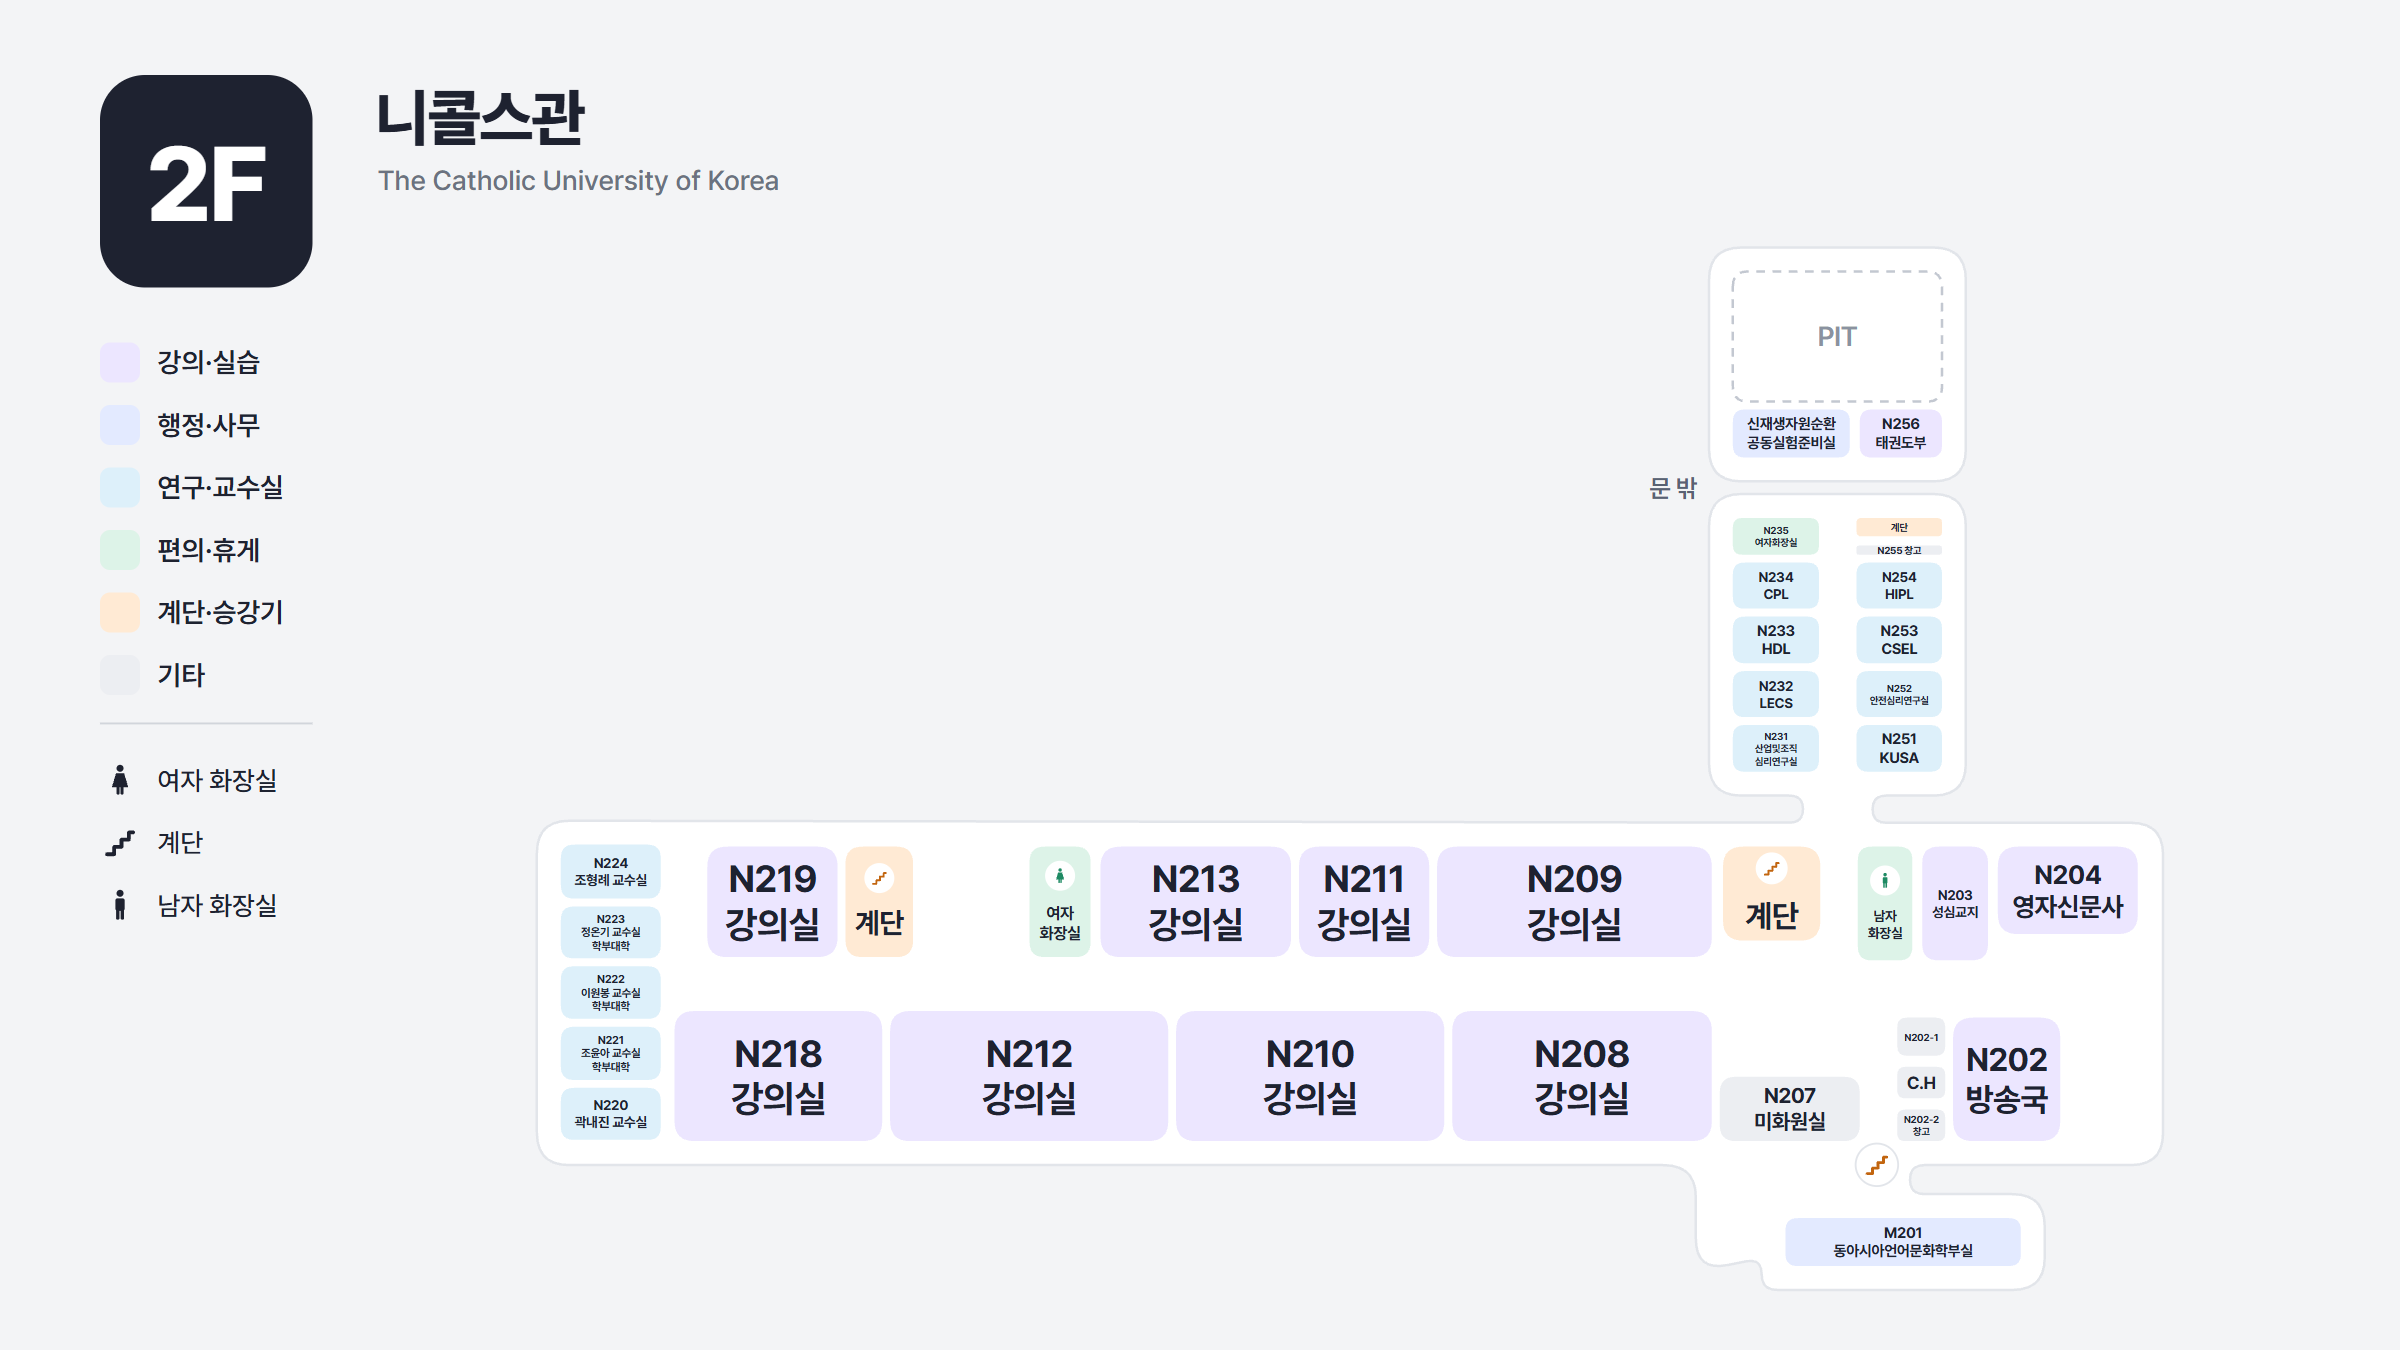 2F
니콜스관
The Catholic University of Korea
강의·실습
행정·사무
연구·교수실
편의·휴게
계단·승강기
기타
여자 화장실
계단
남자 화장실
PIT
신재생자원순환
공동실험준비실
N256
태권도부
문 밖
N235
여자화장실
계단
N255 창고
N234
CPL
N254
HIPL
N233
HDL
N253
CSEL
N232
LECS
N252
안전심리연구실
N231
산업및조직
심리연구실
N251
KUSA
N224
조형례 교수실
N223
정온기 교수실
학부대학
N222
이원봉 교수실
학부대학
N221
조윤아 교수실
학부대학
N220
곽내진 교수실
N219
강의실
계단
여자
화장실
N213
강의실
N211
강의실
N209
강의실
계단
남자
화장실
N203
성심교지
N204
영자신문사
N218
강의실
N212
강의실
N210
강의실
N208
강의실
N207
미화원실
N202-1
C.H
N202-2
창고
N202
방송국
M201
동아시아언어문화학부실